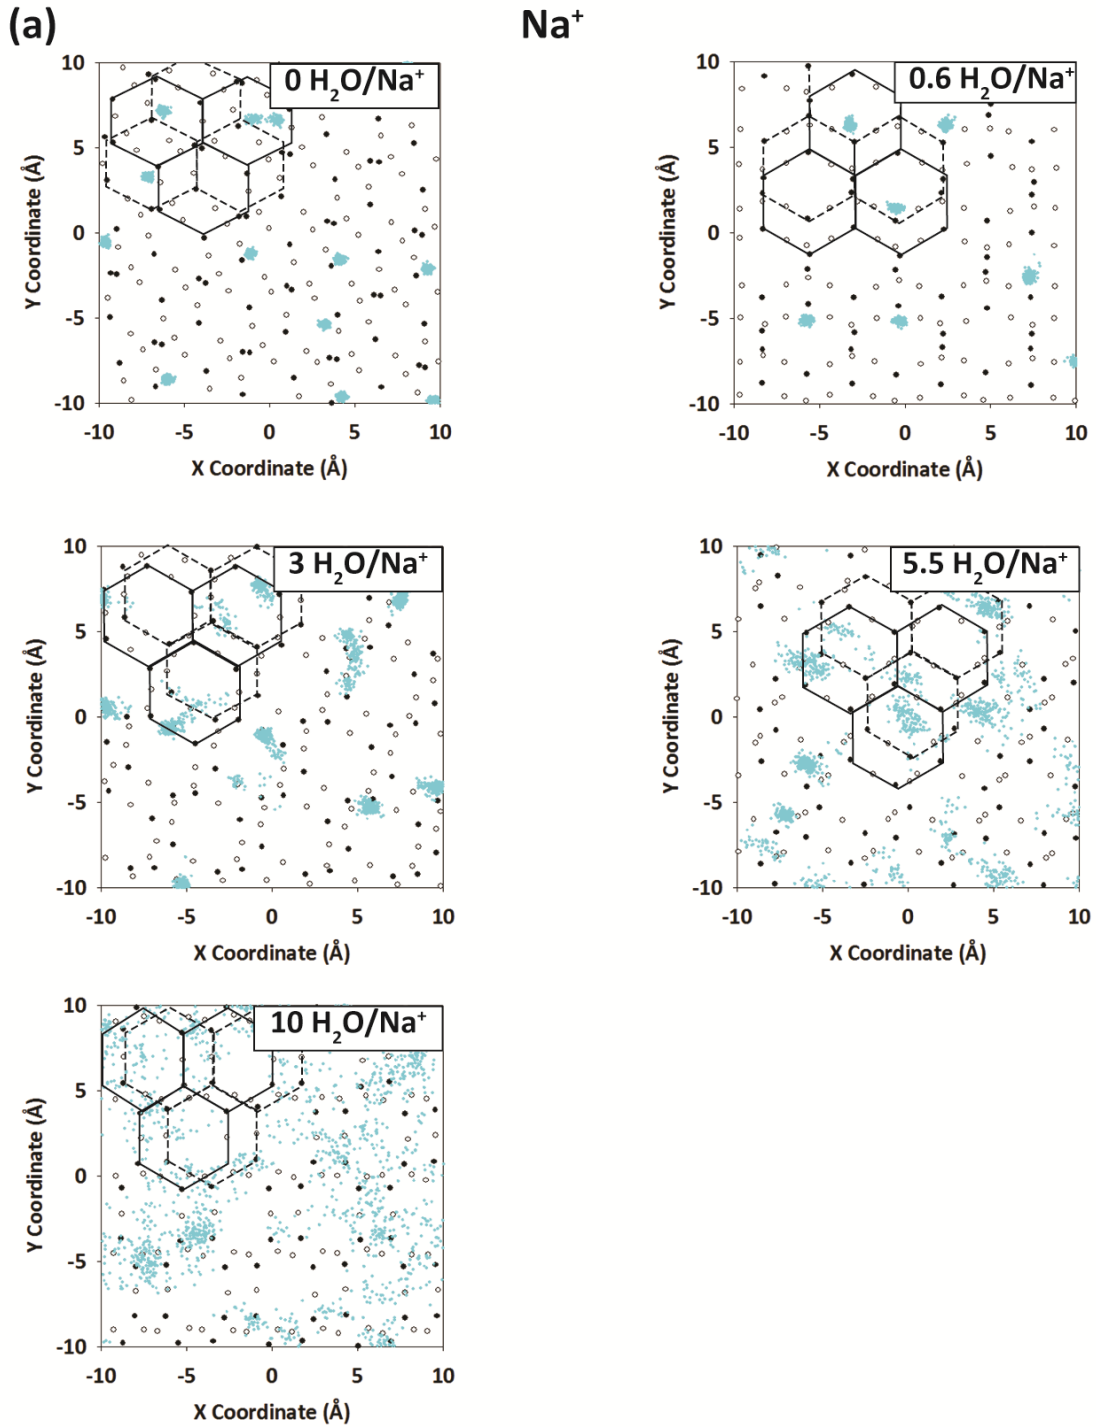 (a)
Na⁺
0 H₂O/Na⁺
10
5
0
-5
-10
-10 -5 0 5 10
Y Coordinate (Å)
X Coordinate (Å)
0.6 H₂O/Na⁺
10
5
0
-5
-10
-10 -5 0 5 10
Y Coordinate (Å)
X Coordinate (Å)
3 H₂O/Na⁺
10
5
0
-5
-10
-10 -5 0 5 10
Y Coordinate (Å)
X Coordinate (Å)
5.5 H₂O/Na⁺
10
5
0
-5
-10
-10 -5 0 5 10
Y Coordinate (Å)
X Coordinate (Å)
10 H₂O/Na⁺
10
5
0
-5
-10
-10 -5 0 5 10
Y Coordinate (Å)
X Coordinate (Å)